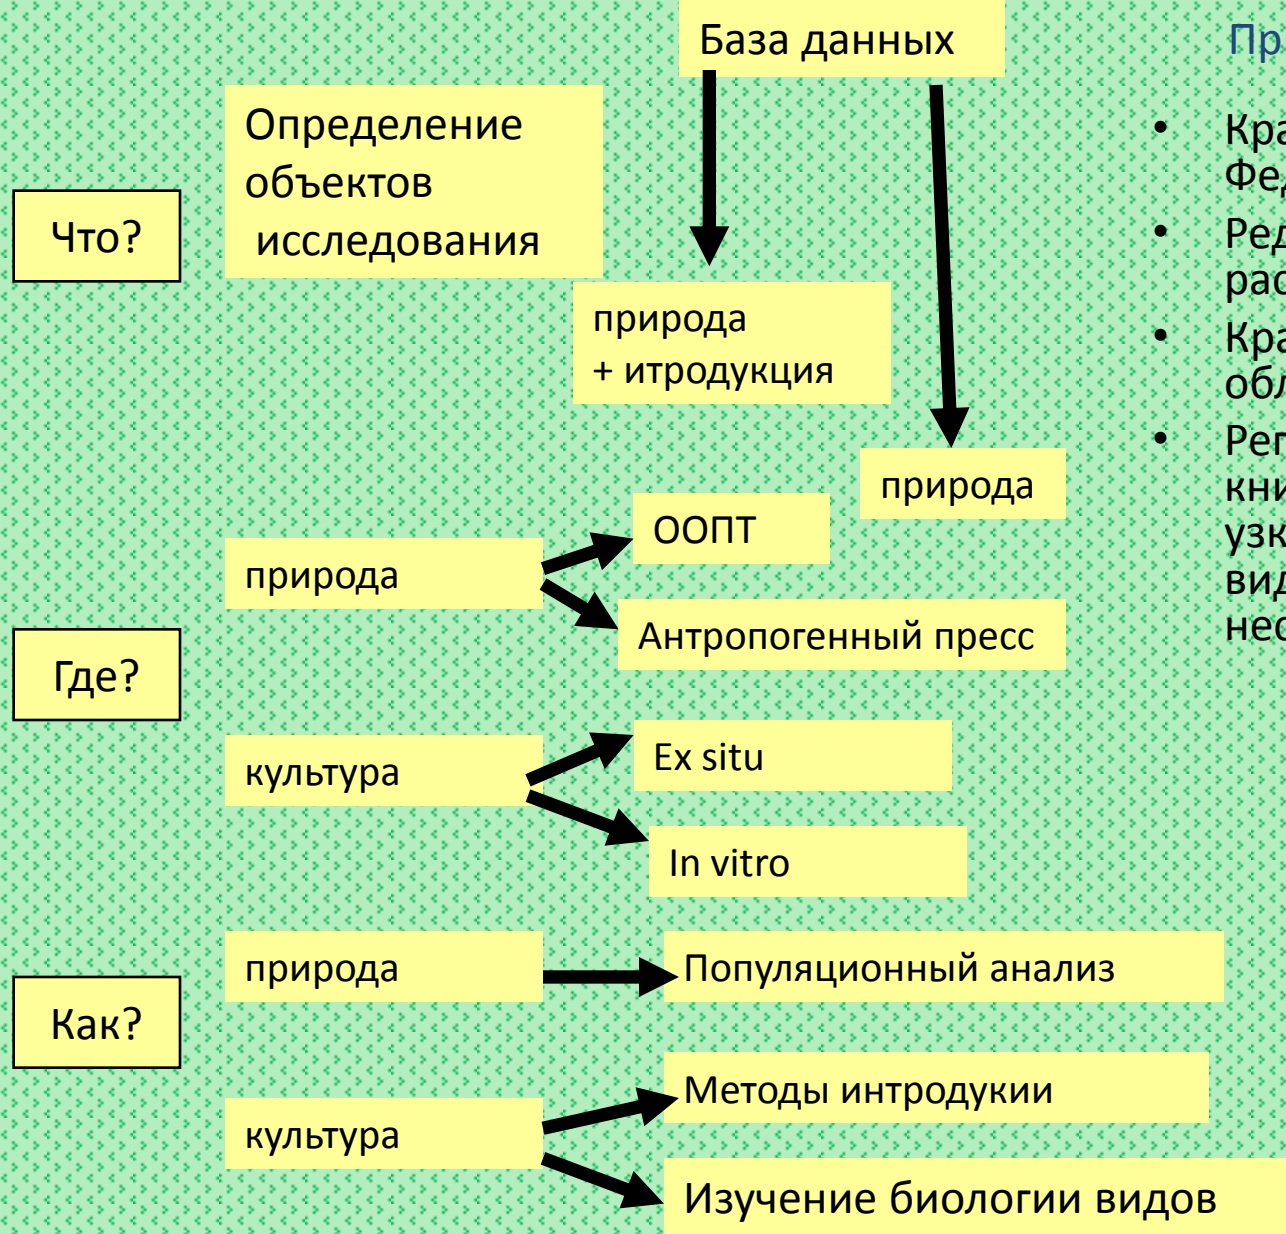 База данных
Определение
объектов
исследования
Что?
природа
+ итродукция
природа
ООПТ
природа
Антропогенный пресс
Где?
Ex situ
культура
In vitro
природа
Популяционный анализ
Как?
Методы интродукии
культура
Изучение биологии видов